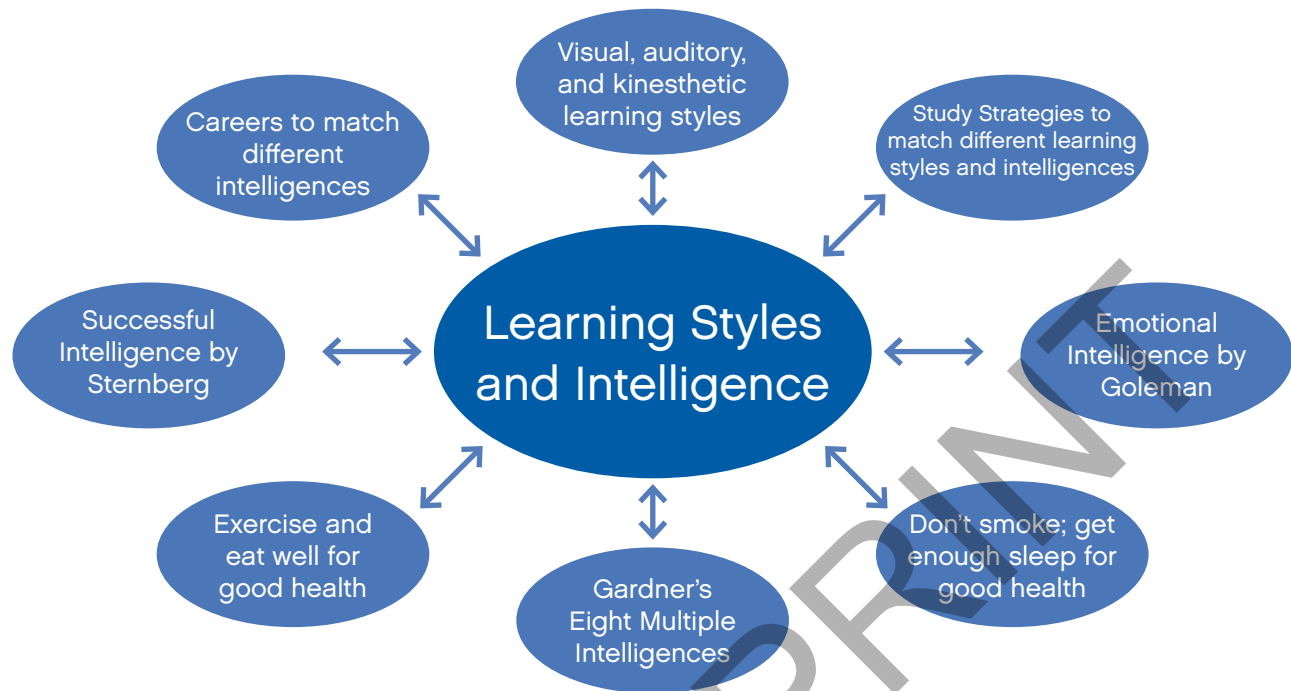 Visual, auditory,
and kinesthetic
learning styles
Careers to match
different
intelligences
Study Strategies to
match different learning
styles and intelligences
Learning Styles
and Intelligence
Successful
Intelligence by
Sternberg
Emotional
Intelligence by
Goleman
Exercise and
eat well for
good health
Don't smoke; get
enough sleep for
good health
Gardner's
Eight Multiple
Intelligences
PRINT